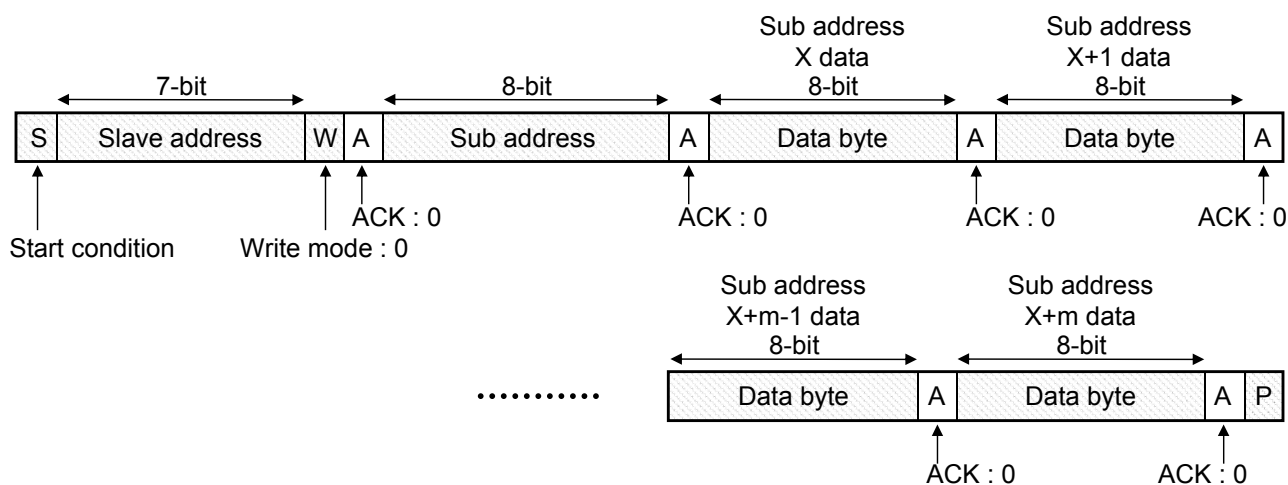 Sub address
X data
8-bit
Sub address
X+1 data
8-bit
7-bit
8-bit
S Slave address W A Sub address A Data byte A Data byte A
ACK : 0 ACK : 0 ACK : 0 ACK : 0
Start condition Write mode : 0
Sub address
X+m-1 data
8-bit
Sub address
X+m data
8-bit
........... Data byte A Data byte A P
ACK : 0 ACK : 0